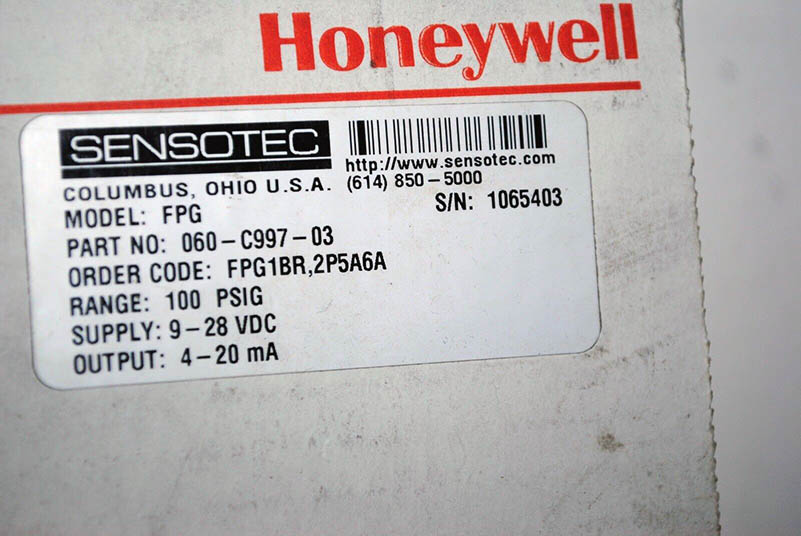 Honeywell
SENSOTEC
http://www.sensotec.com
COLUMBUS, OHIO U.S.A. (614) 850-5000
MODEL: FPG S/N: 1065403
PART NO: 060-C997-03
ORDER CODE: FPG1BR,2P5A6A
RANGE: 100 PSIG
SUPPLY: 9-28 VDC
OUTPUT: 4-20 mA